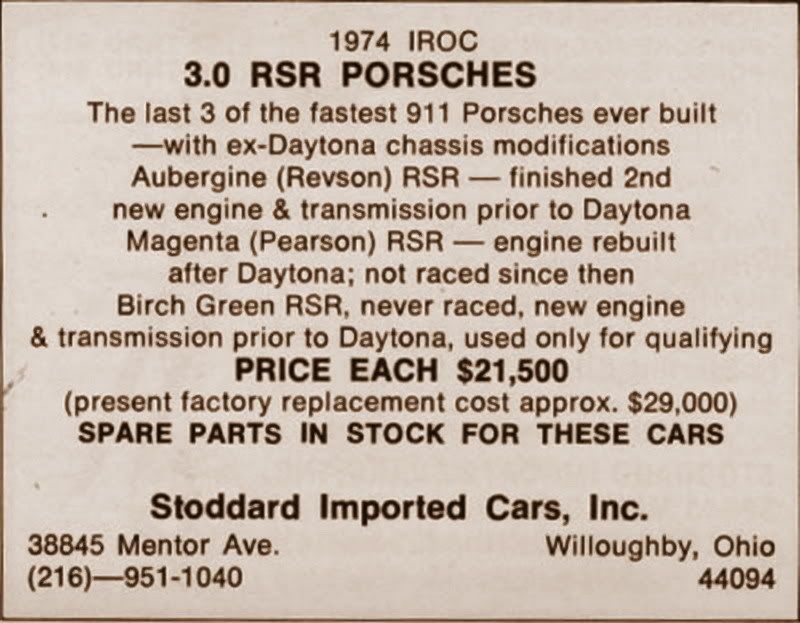 1974 IROC
3.0 RSR PORSCHES
The last 3 of the fastest 911 Porsches ever built
—with ex-Daytona chassis modifications
Aubergine (Revson) RSR — finished 2nd
new engine & transmission prior to Daytona
Magenta (Pearson) RSR — engine rebuilt
after Daytona; not raced since then
Birch Green RSR, never raced, new engine
& transmission prior to Daytona, used only for qualifying
PRICE EACH $21,500
(present factory replacement cost approx. $29,000)
SPARE PARTS IN STOCK FOR THESE CARS
Stoddard Imported Cars, Inc.
38845 Mentor Ave. Willoughby, Ohio
(216)—951-1040 44094